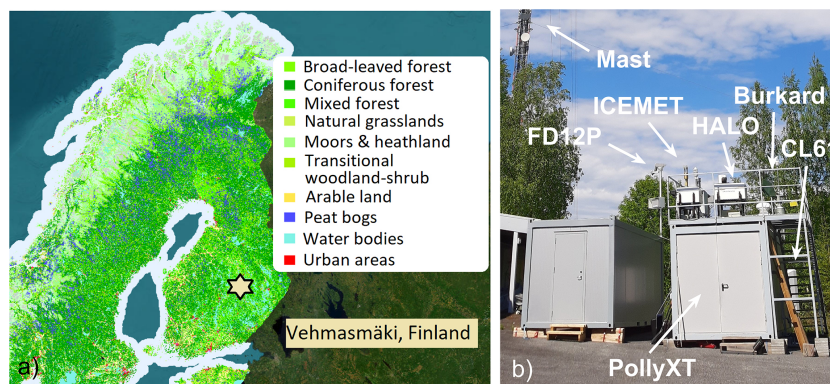 Broad-leaved forest
Coniferous forest
Mixed forest
Natural grasslands
Moors & heathland
Transitional
woodland-shrub
Arable land
Peat bogs
Water bodies
Urban areas
Vehmasmäki, Finland
a)
Mast
ICEMET
Burkard
FD12P
HALO
CL61
PollyXT
b)